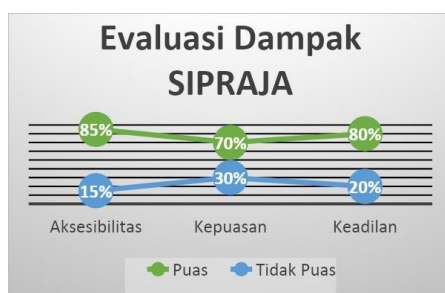 Evaluasi Dampak
SIPRAJA
85%
70%
80%
15%
30%
20%
Aksesibilitas Kepuasan Keadilan
Puas Tidak Puas